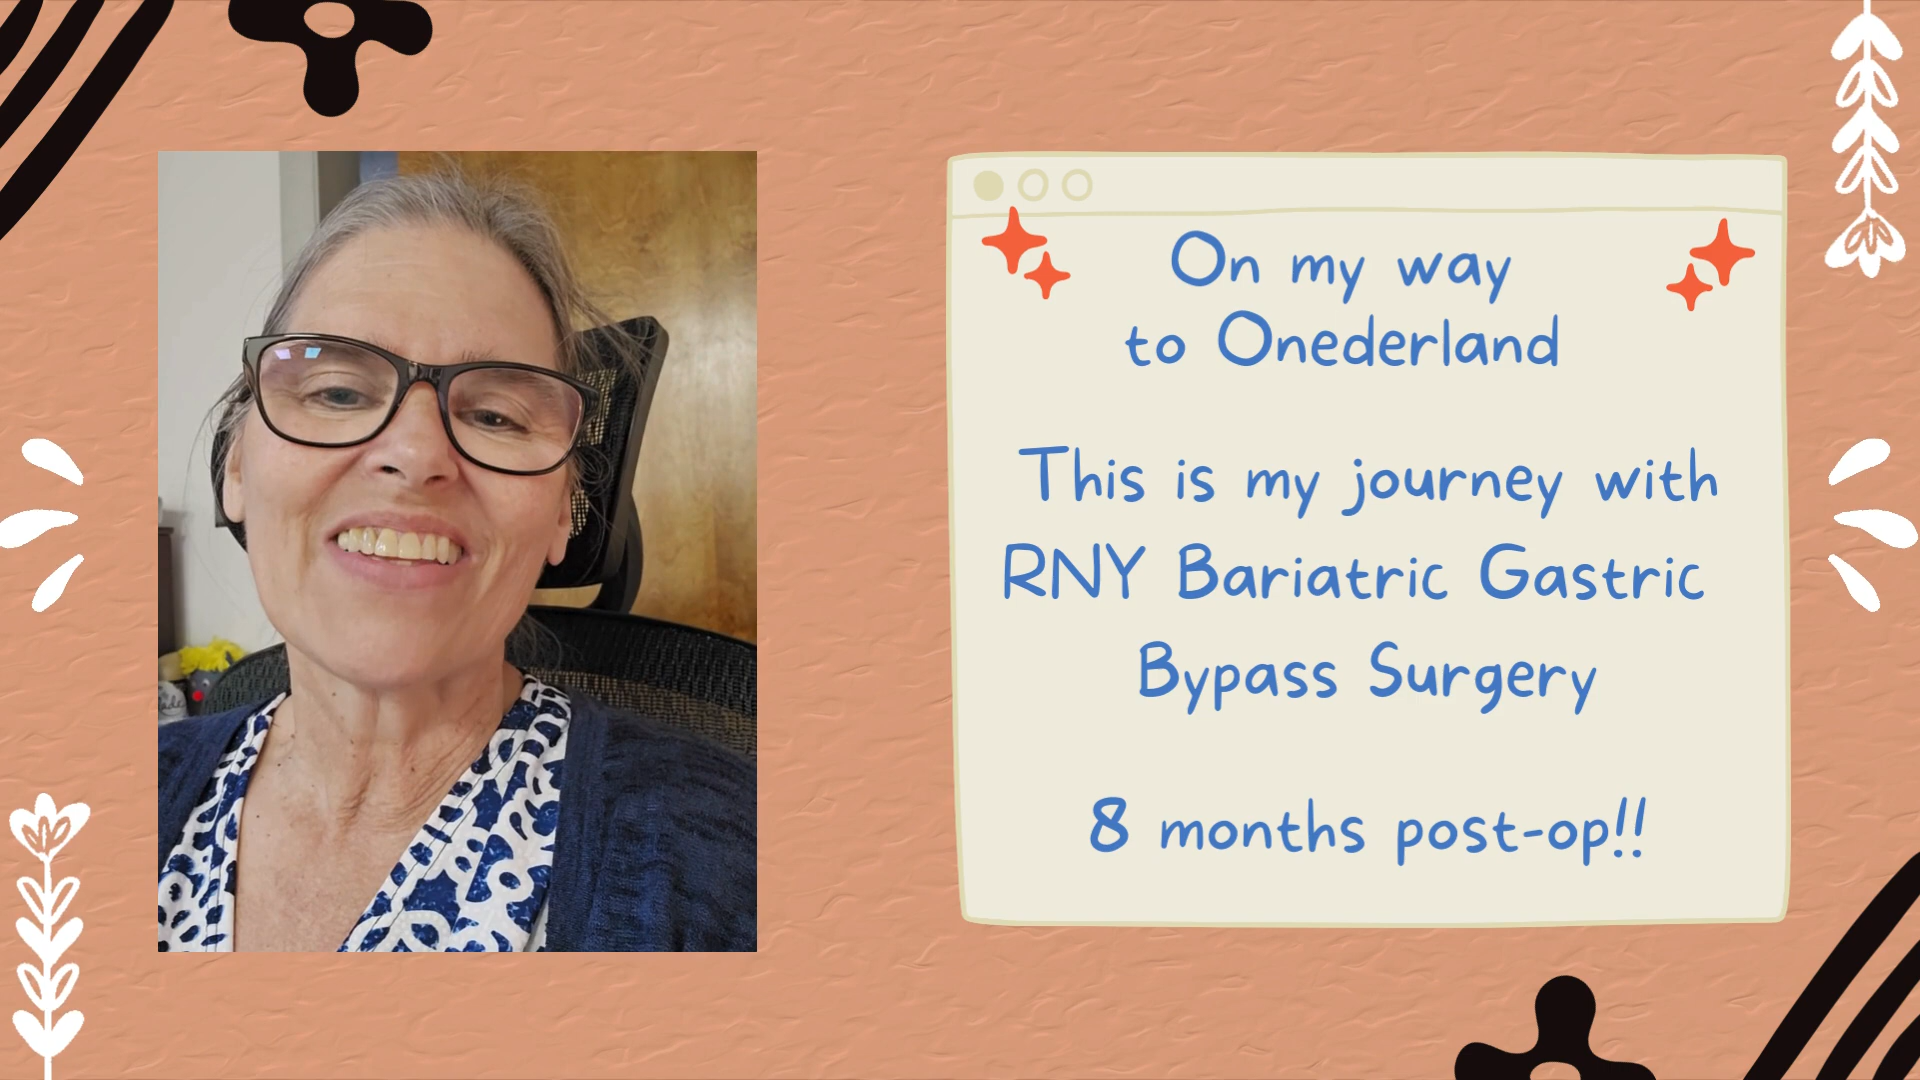 On my way
to Onederland
This is my journey with
RNY Bariatric Gastric
Bypass Surgery
8 months post-op!!